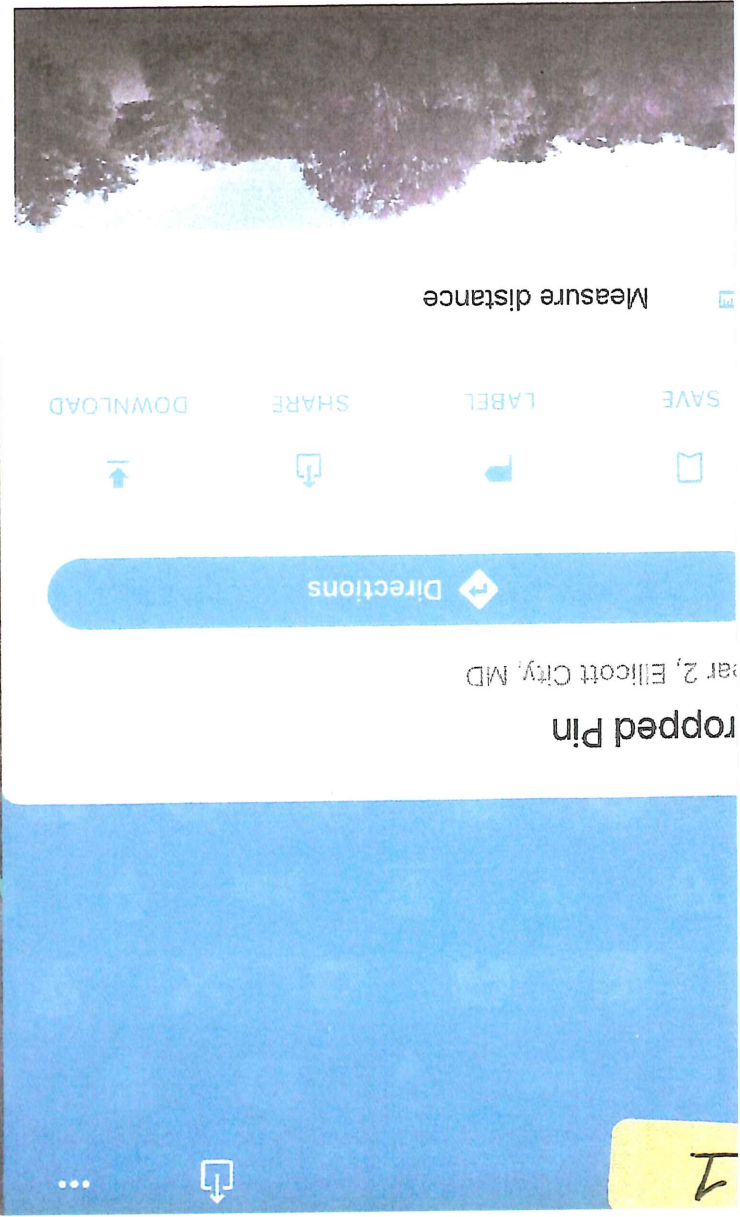 1
...
ropped Pin
ear 2, Ellicott City, MD
Directions
SAVE LABEL SHARE DOWNLOAD
Measure distance